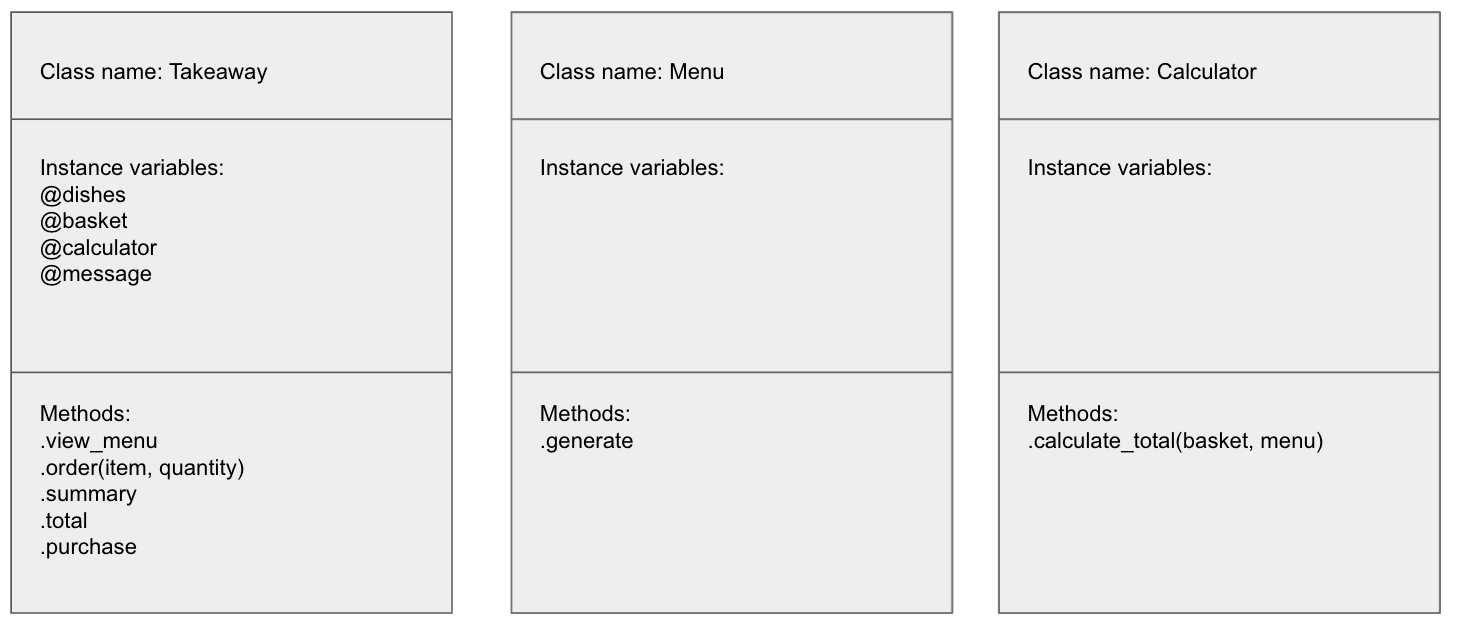 Class name: Takeaway
Instance variables:
@dishes
@basket
@calculator
@message
Methods:
.view_menu
.order(item, quantity)
.summary
.total
.purchase
Class name: Menu
Instance variables:
Methods:
.generate
Class name: Calculator
Instance variables:
Methods:
.calculate_total(basket, menu)